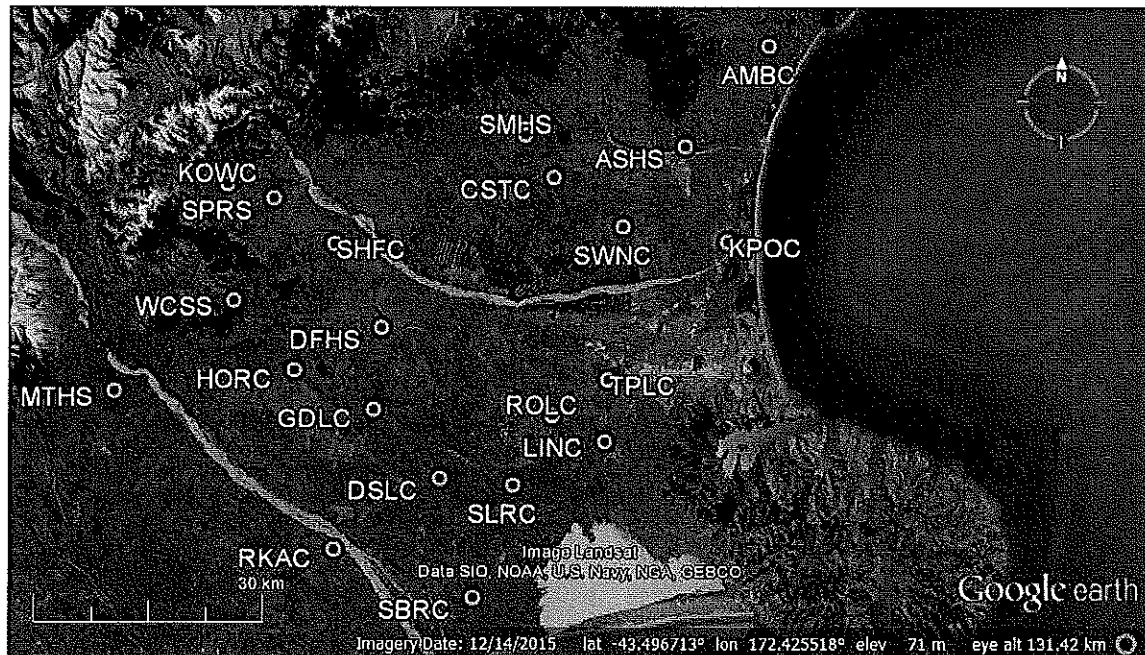 AMBC
N
SMHS
ASHS
KOWC
CSTC
SPRS
SHFC
SWNC
KPOC
WCSS
DFHS
HORC
TPLC
MTHS
ROLC
GDLC
LINC
DSLC
SLRC
RKAC
Image Landsat
30 km
Data SIO, NOAA, U.S. Navy, NGA, GEBCO
Google earth
SBRC
Imagery Date: 12/14/2015 lat -43.496713° lon 172.425518° elev 71 m eye alt 131.42 km